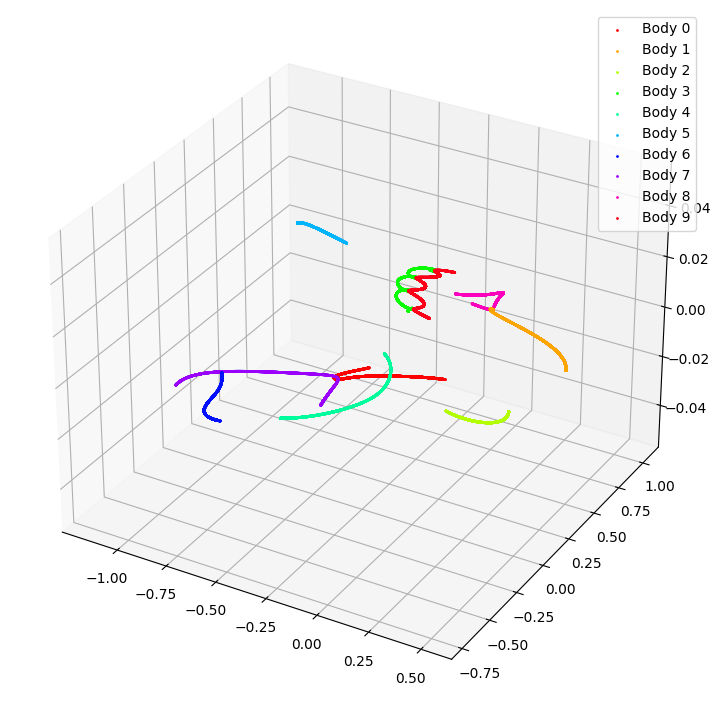 Body 0
Body 1
Body 2
Body 3
Body 4
Body 5
Body 6
Body 7
Body 8
Body 9
0.04
0.02
0.00
−0.02
−0.04
1.00
0.75
0.50
0.25
0.00
−0.25
−0.50
−0.75
−1.00
−0.75
−0.50
−0.25
0.00
0.25
0.50